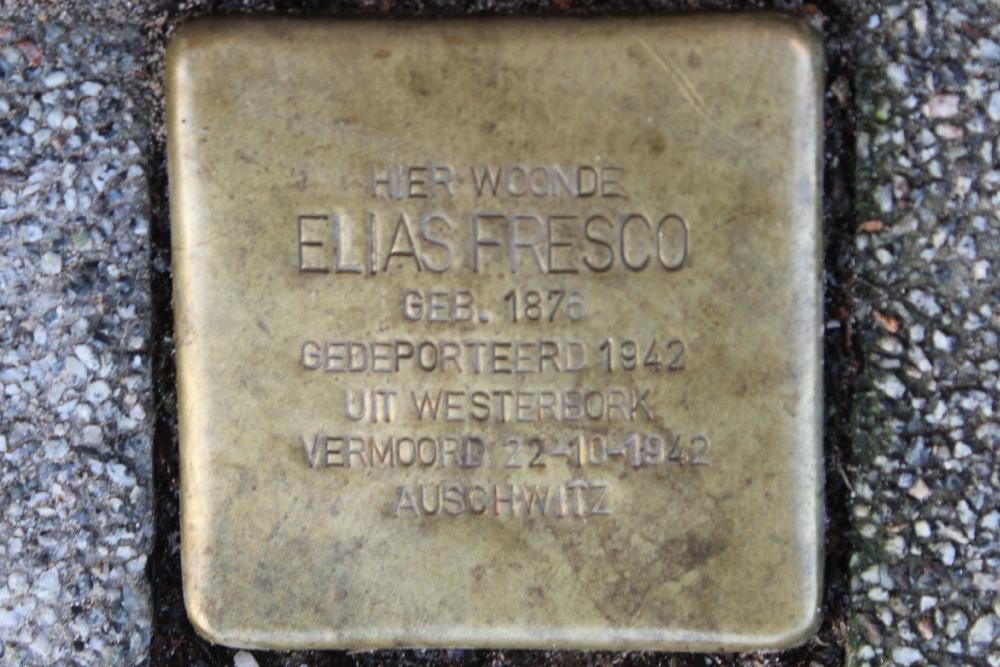 HIER WOONDE
ELIAS FRESCO
GEB. 1876
GEDEPORTEERD 1942
UIT WESTERBORK
VERMOORD 22-10-1942
AUSCHWITZ